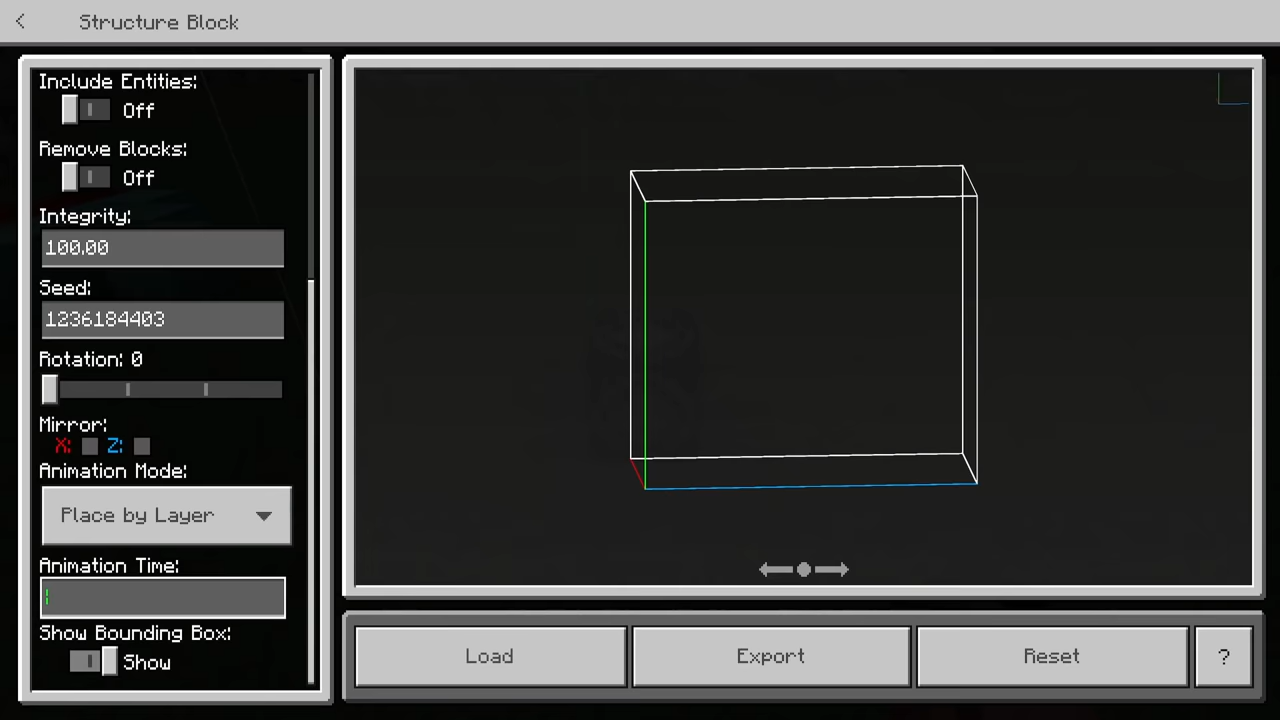 Structure Block
Include Entities:
Off
Remove Blocks:
Off
Integrity:
100.00
Seed:
1236184403
Rotation: 0
Mirror:
X: Z:
Animation Mode:
Place by Layer
Animation Time:
Show Bounding Box:
Show
Load
Export
Reset
?